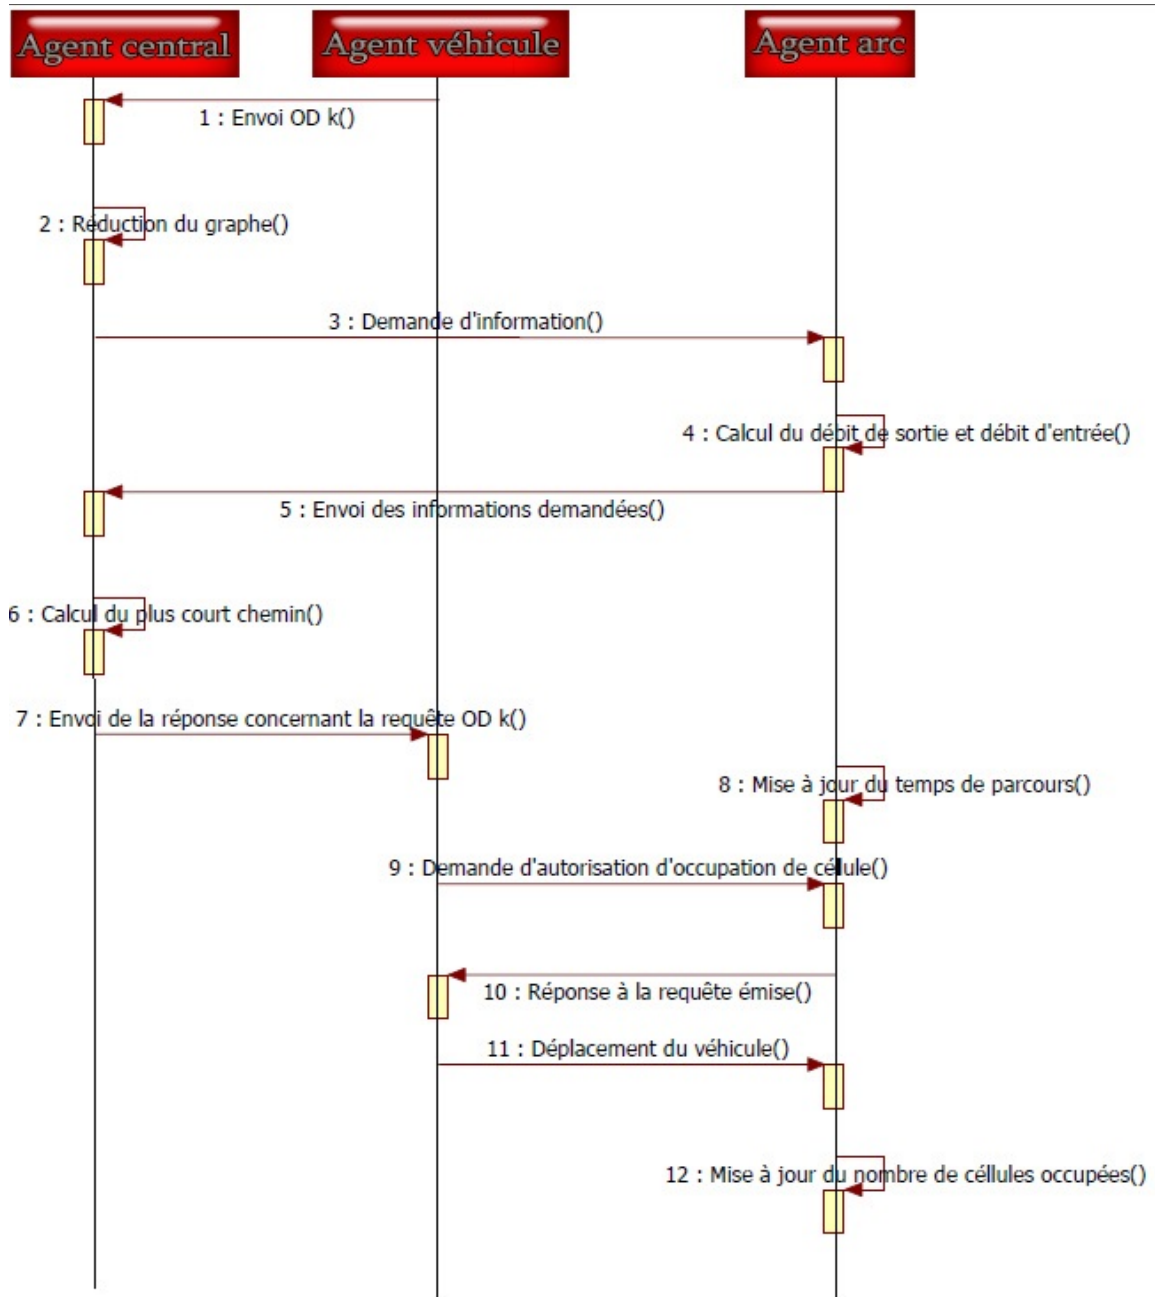 Agent central
Agent véhicule
Agent arc
1 : Envoi OD k()
2 : Réduction du graphe()
3 : Demande d'information()
4 : Calcul du débit de sortie et débit d'entrée()
5 : Envoi des informations demandées()
6 : Calcul du plus court chemin()
7 : Envoi de la réponse concernant la requête OD k()
8 : Mise à jour du temps de parcours()
9 : Demande d'autorisation d'occupation de célule()
10 : Réponse à la requête émise()
11 : Déplacement du véhicule()
12 : Mise à jour du nombre de céllules occupées()